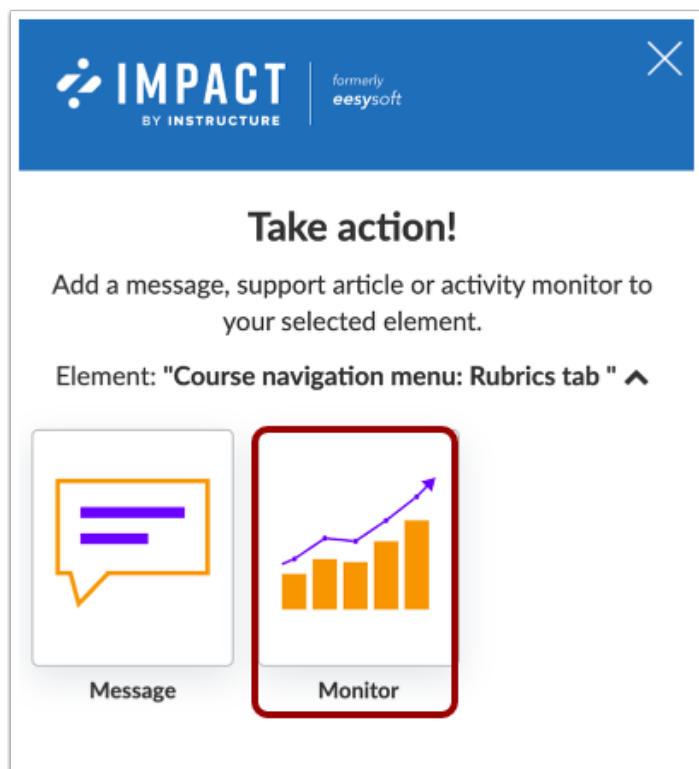 IMPACT
BY INSTRUCTURE
formerly
eesysoft
Take action!
Add a message, support article or activity monitor to
your selected element.
Element: "Course navigation menu: Rubrics tab "
Message
Monitor